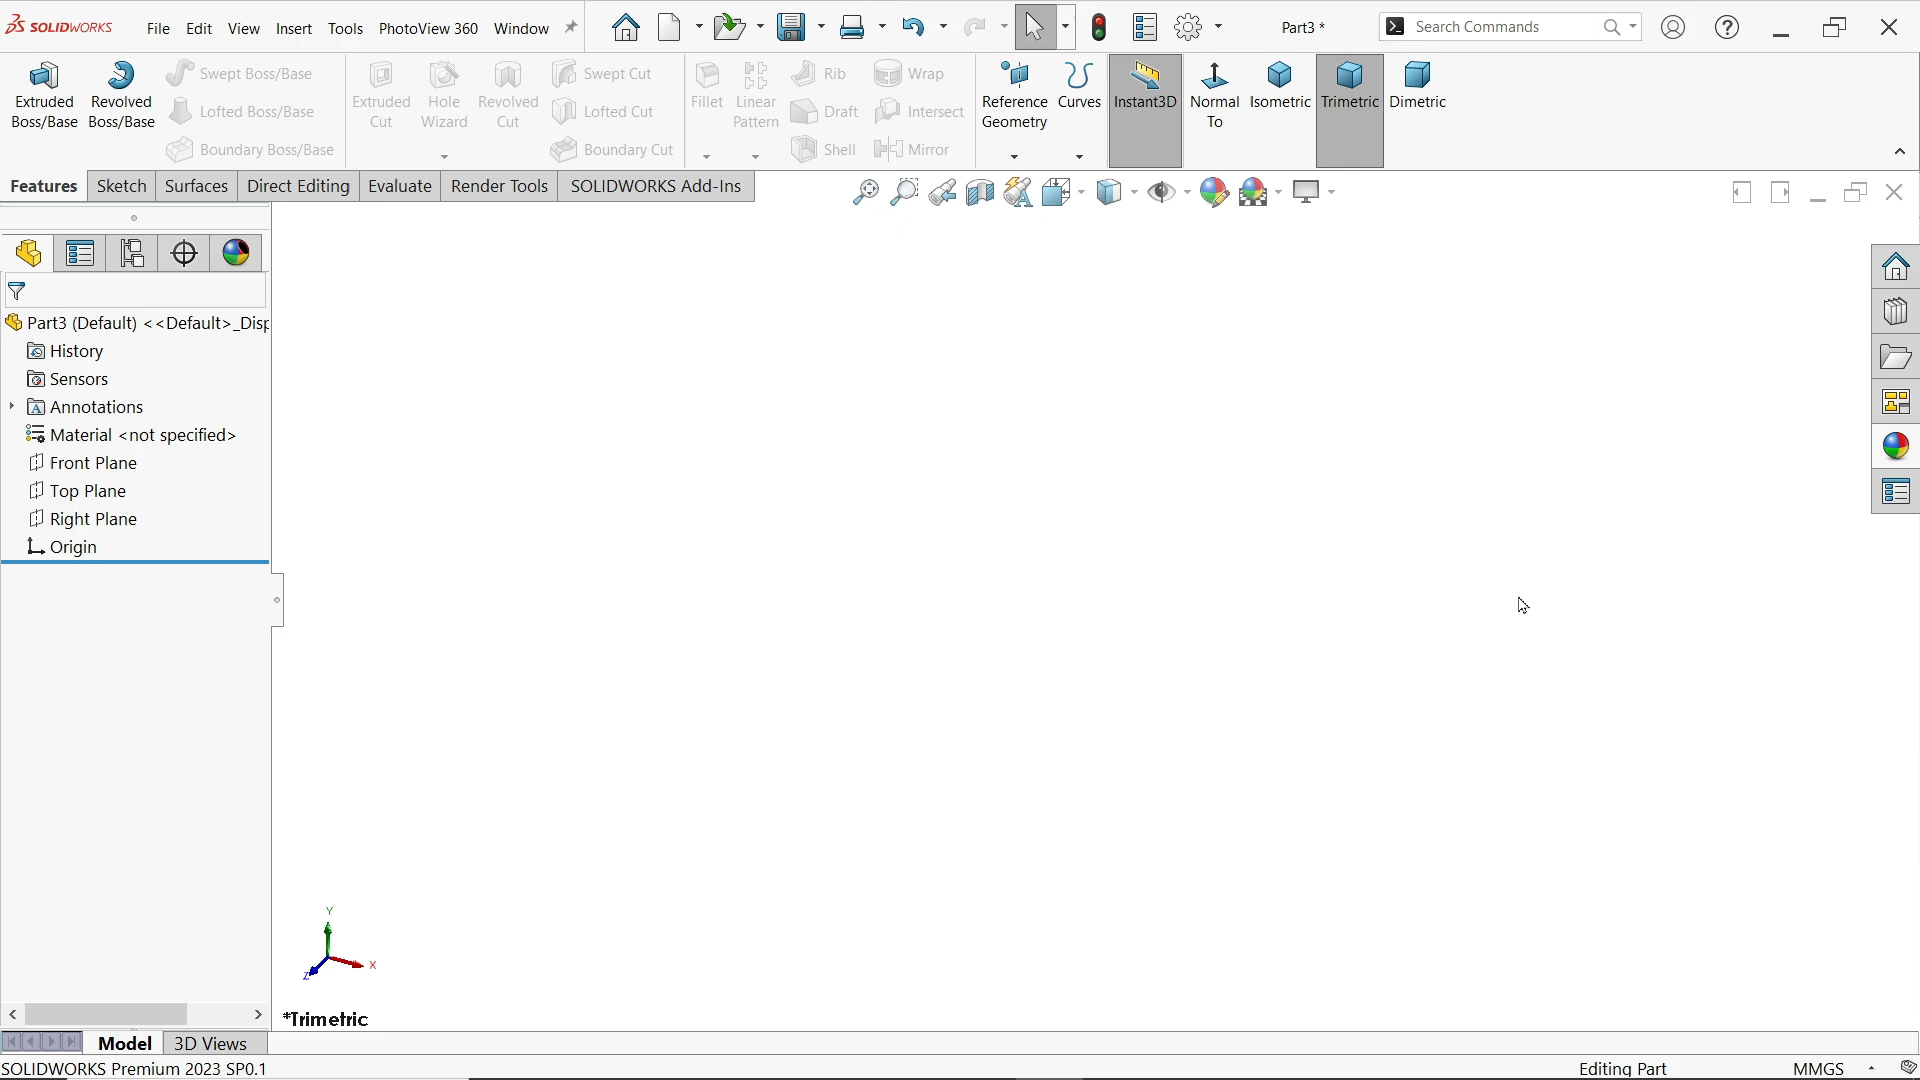 SOLIDWORKS File Edit View Insert Tools PhotoView 360 Window Part3 * Search Commands
Extruded Boss/Base
Revolved Boss/Base
Swept Boss/Base
Lofted Boss/Base
Boundary Boss/Base
Extruded Cut
Hole Wizard
Revolved Cut
Swept Cut
Lofted Cut
Boundary Cut
Fillet
Linear Pattern
Rib
Draft
Shell
Wrap
Intersect
Mirror
Reference Geometry
Curves
Instant3D
Normal To
Isometric
Trimetric
Dimetric
Features Sketch Surfaces Direct Editing Evaluate Render Tools SOLIDWORKS Add-Ins
Part3 (Default) <<Default>_Disp
History
Sensors
Annotations
Material <not specified>
Front Plane
Top Plane
Right Plane
Origin
Y
X
Z
*Trimetric
Model 3D Views
SOLIDWORKS Premium 2023 SP0.1 Editing Part MMGS